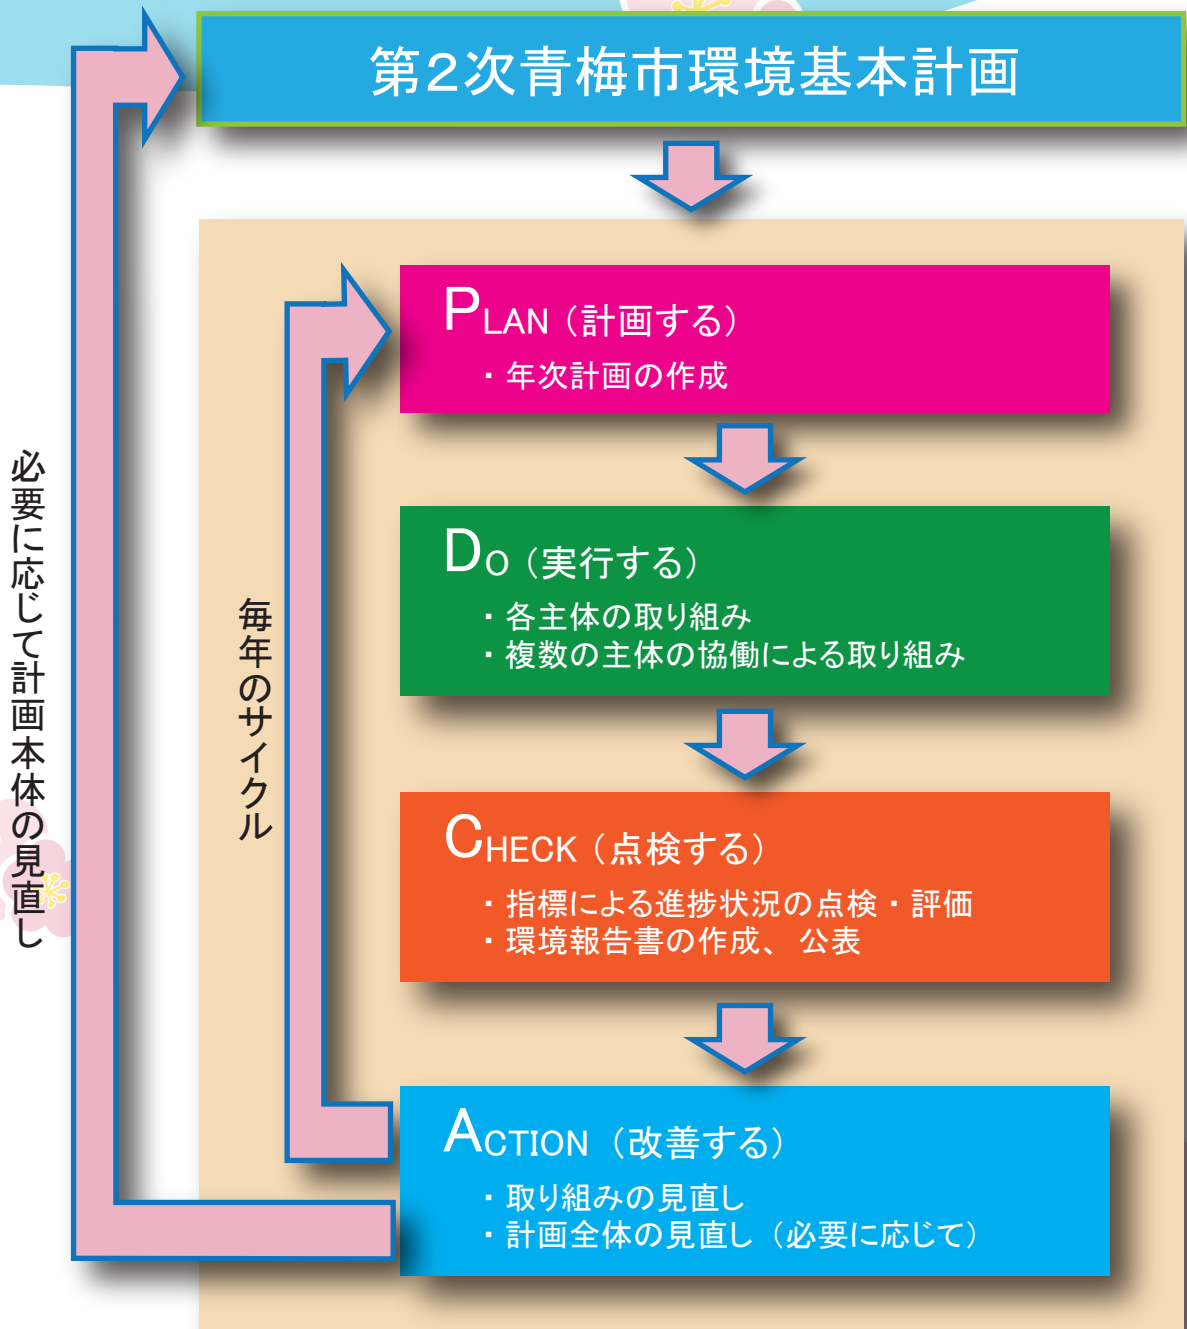 第2次青梅市環境基本計画
PLAN（計画する）
・年次計画の作成
DO（実行する）
・各主体の取り組み
・複数の主体の協働による取り組み
CHECK（点検する）
・指標による進捗状況の点検・評価
・環境報告書の作成、公表
ACTION（改善する）
・取り組みの見直し
・計画全体の見直し（必要に応じて）
毎年のサイクル
必要に応じて計画本体の見直し